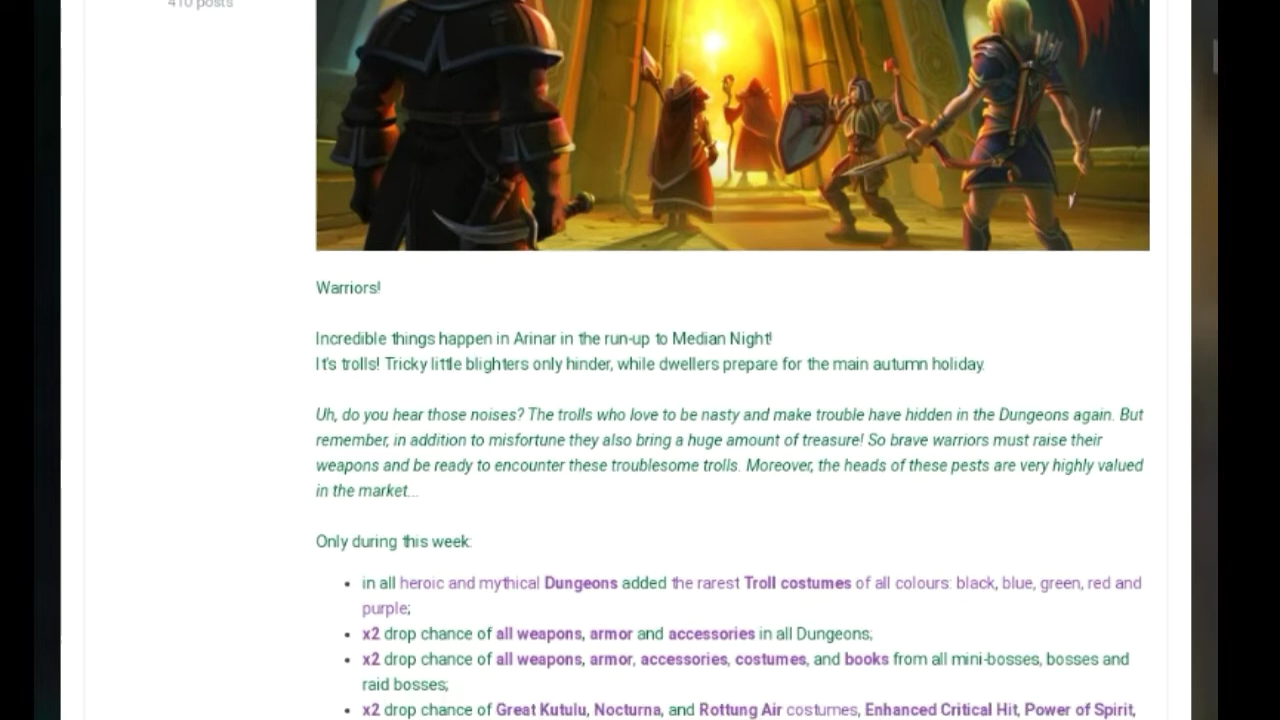 410 posts
Warriors!
Incredible things happen in Arinar in the run-up to Median Night!
It's trolls! Tricky little blighters only hinder, while dwellers prepare for the main autumn holiday.
Uh, do you hear those noises? The trolls who love to be nasty and make trouble have hidden in the Dungeons again. But
remember, in addition to misfortune they also bring a huge amount of treasure! So brave warriors must raise their
weapons and be ready to encounter these troublesome trolls. Moreover, the heads of these pests are very highly valued
in the market...
Only during this week:
• in all heroic and mythical Dungeons added the rarest Troll costumes of all colours: black, blue, green, red and
purple;
• x2 drop chance of all weapons, armor and accessories in all Dungeons;
• x2 drop chance of all weapons, armor, accessories, costumes, and books from all mini-bosses, bosses and
raid bosses;
• x2 drop chance of Great Kutulu, Nocturna, and Rottung Air costumes, Enhanced Critical Hit, Power of Spirit,